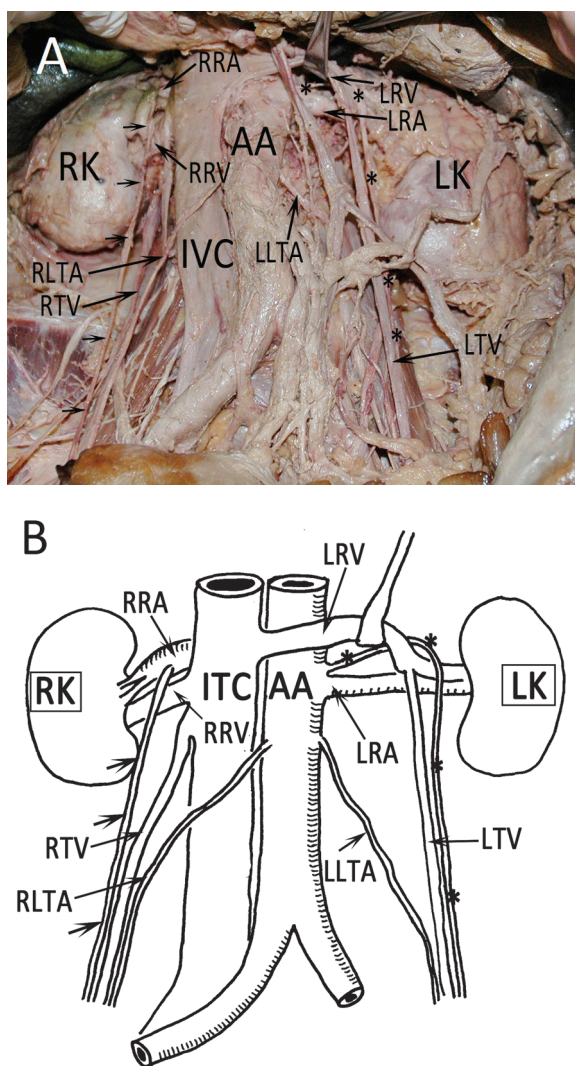 A
RRA
LRV
LRA
AA
RK
RRV
LK
LLTA
RLTA
IVC
RTV
LTV
B
LRV
RRA
RK
ITC
AA
LK
RRV
LRA
RTV
LTV
LLTA
RLTA